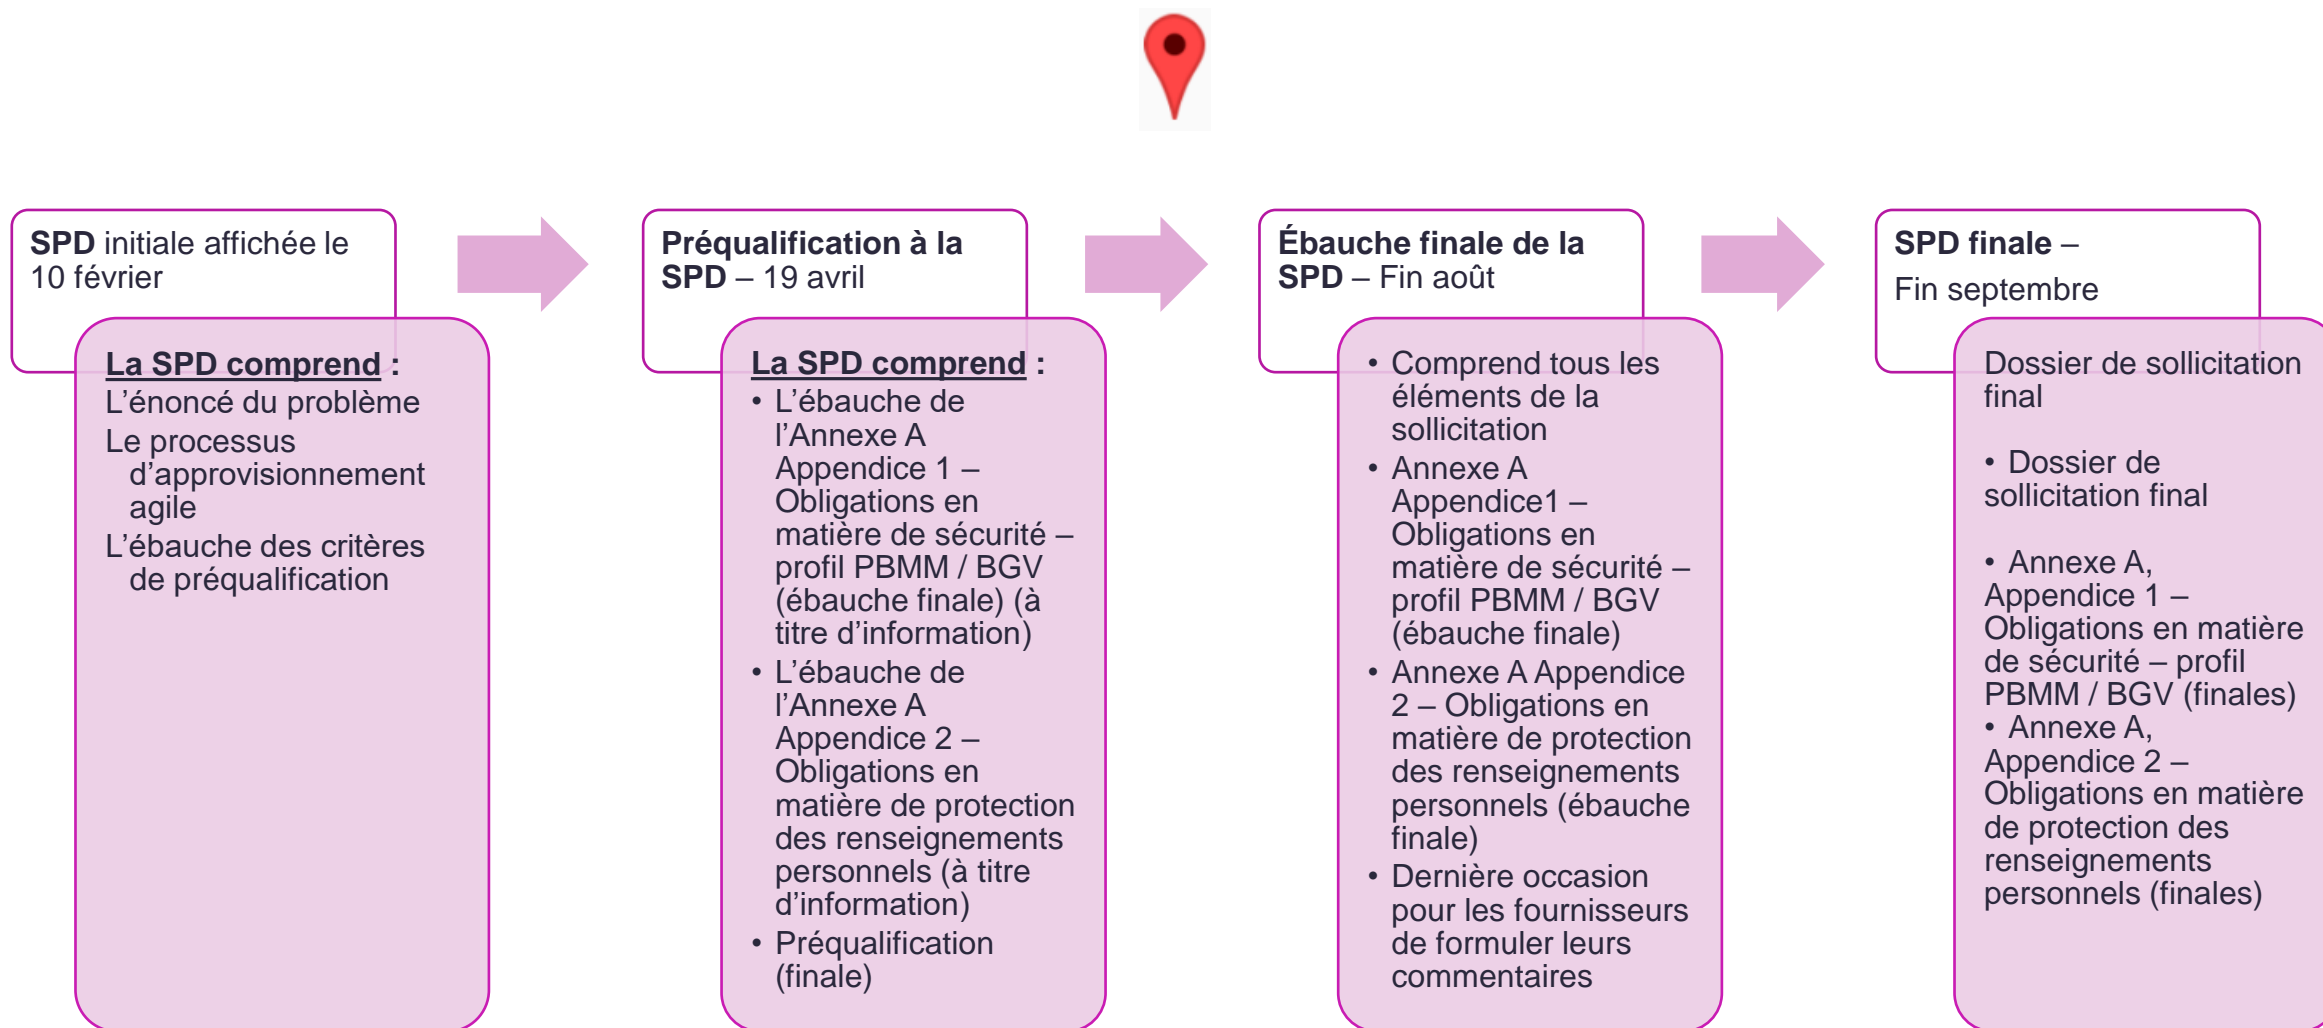 SPD initiale affichée le
10 février
La SPD comprend :
L’énoncé du problème
Le processus
d’approvisionnement
agile
L’ébauche des critères
de préqualification
Préqualification à la
SPD – 19 avril
La SPD comprend :
• L’ébauche de
l’Annexe A
Appendice 1 –
Obligations en
matière de sécurité –
profil PBMM / BGV
(ébauche finale) (à
titre d’information)
• L’ébauche de
l’Annexe A
Appendice 2 –
Obligations en
matière de protection
des renseignements
personnels (à titre
d’information)
• Préqualification
(finale)
Ébauche finale de la
SPD – Fin août
• Comprend tous les
éléments de la
sollicitation
• Annexe A
Appendice1 –
Obligations en
matière de sécurité –
profil PBMM / BGV
(ébauche finale)
• Annexe A Appendice
2 – Obligations en
matière de protection
des renseignements
personnels (ébauche
finale)
• Dernière occasion
pour les fournisseurs
de formuler leurs
commentaires
SPD finale –
Fin septembre
Dossier de sollicitation
final
• Dossier de
sollicitation final
• Annexe A,
Appendice 1 –
Obligations en matière
de sécurité – profil
PBMM / BGV (finales)
• Annexe A,
Appendice 2 –
Obligations en matière
de protection des
renseignements
personnels (finales)